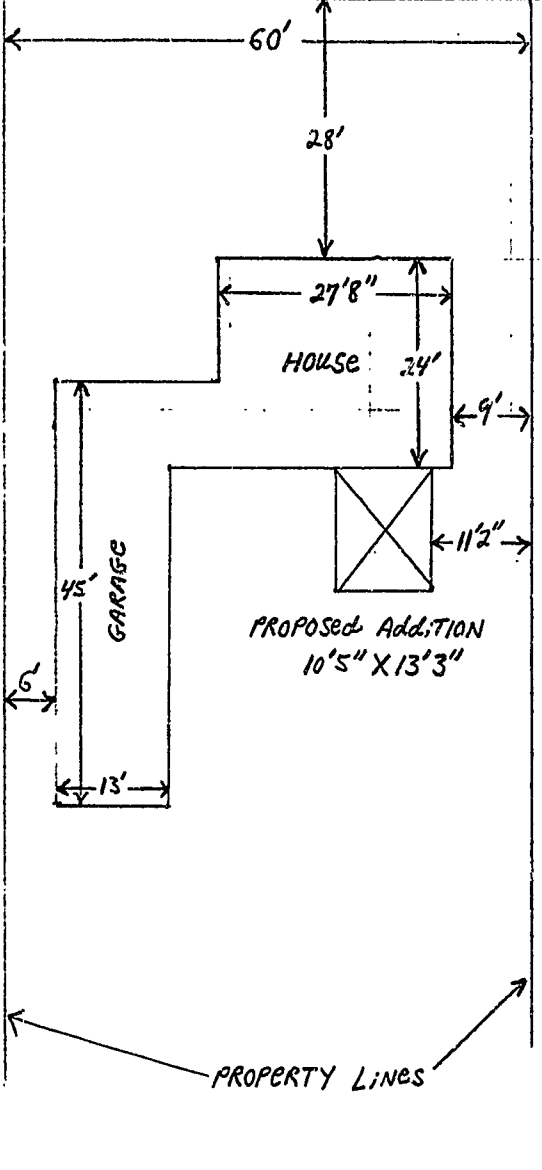 60'
28'
27'8"
HOUSE
24'
9'
11'2"
45'
GARAGE
PROPOSED ADDITION
10'5" X 13'3"
6'
13'
PROPERTY LINES